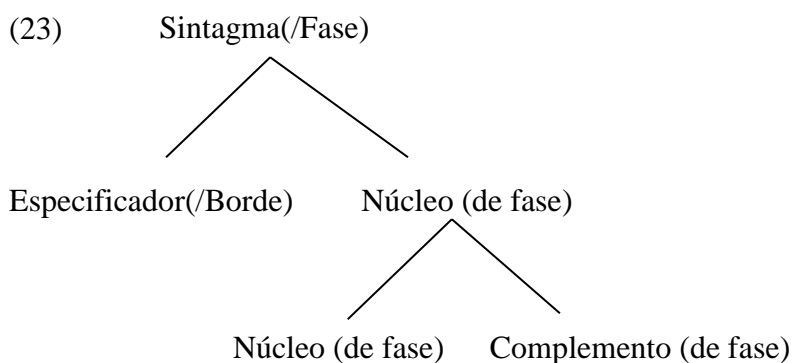 (23) Sintagma(/Fase)
Especificador(/Borde) Núcleo (de fase)
Núcleo (de fase) Complemento (de fase)